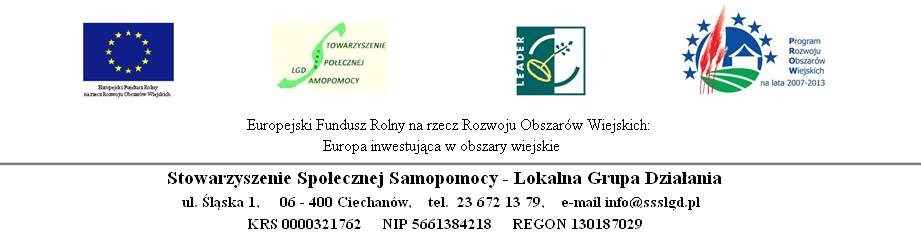 Europejski Fundusz Rolny
na rzecz Rozwoju Obszarów Wiejskich
STOWARZYSZENIE
SPOŁECZNEJ
LGD SAMOPOMOCY
LEADER
Program
Rozwoju
Obszarów
Wiejskich
na lata 2007-2013
Europejski Fundusz Rolny na rzecz Rozwoju Obszarów Wiejskich:
Europa inwestująca w obszary wiejskie
Stowarzyszenie Społecznej Samopomocy - Lokalna Grupa Działania
ul. Śląska 1, 06 - 400 Ciechanów, tel. 23 672 13 79, e-mail info@ssslgd.pl
KRS 0000321762 NIP 5661384218 REGON 130187029